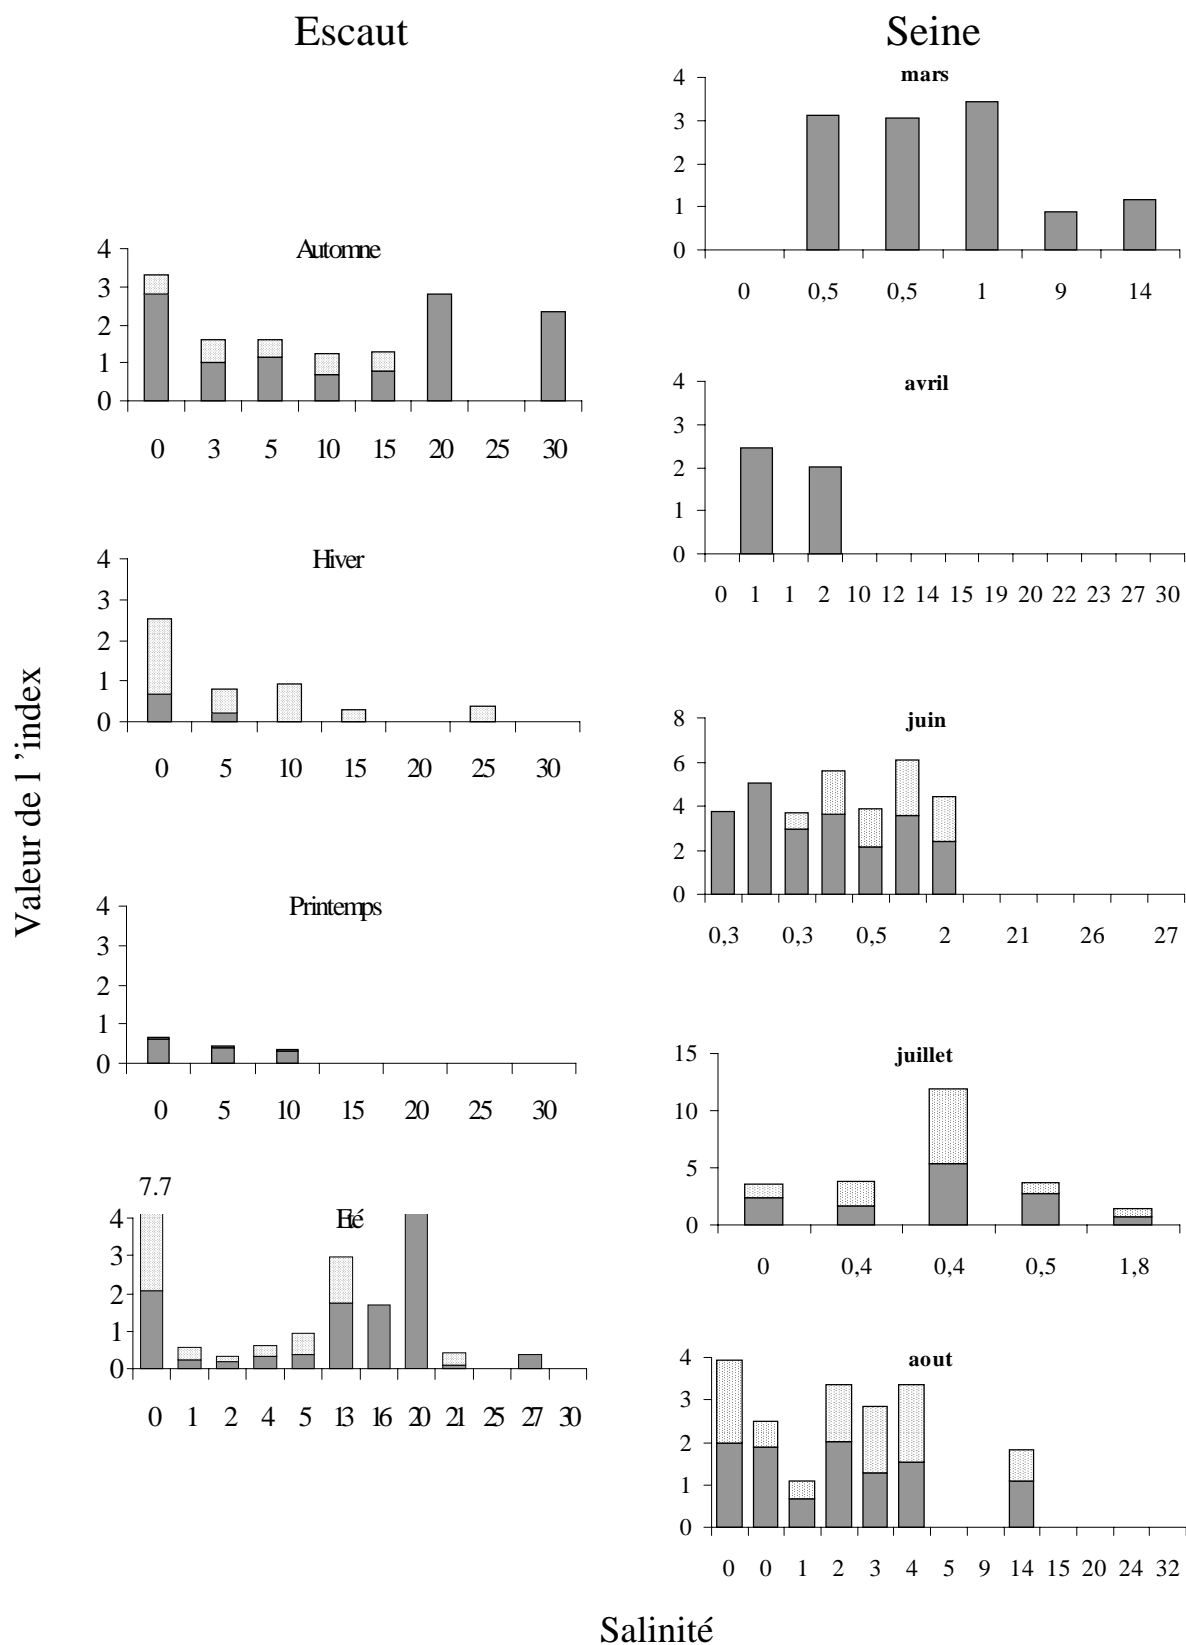 Escaut
Valeur de l ’index
Automne
4
3
2
1
0
0 3 5 10 15 20 25 30
Hiver
4
3
2
1
0
0 5 10 15 20 25 30
Printemps
4
3
2
1
0
0 5 10 15 20 25 30
7.7
Eté
4
3
2
1
0
0 1 2 4 5 13 16 20 21 25 27 30
Seine
mars
4
3
2
1
0
0 0,5 0,5 1 9 14
avril
4
3
2
1
0
0 1 1 2 10 12 14 15 19 20 22 23 27 30
juin
8
6
4
2
0
0,3 0,3 0,5 2 21 26 27
juillet
15
10
5
0
0 0,4 0,4 0,5 1,8
aout
4
3
2
1
0
0 0 1 2 3 4 5 9 14 15 20 24 32
Salinité